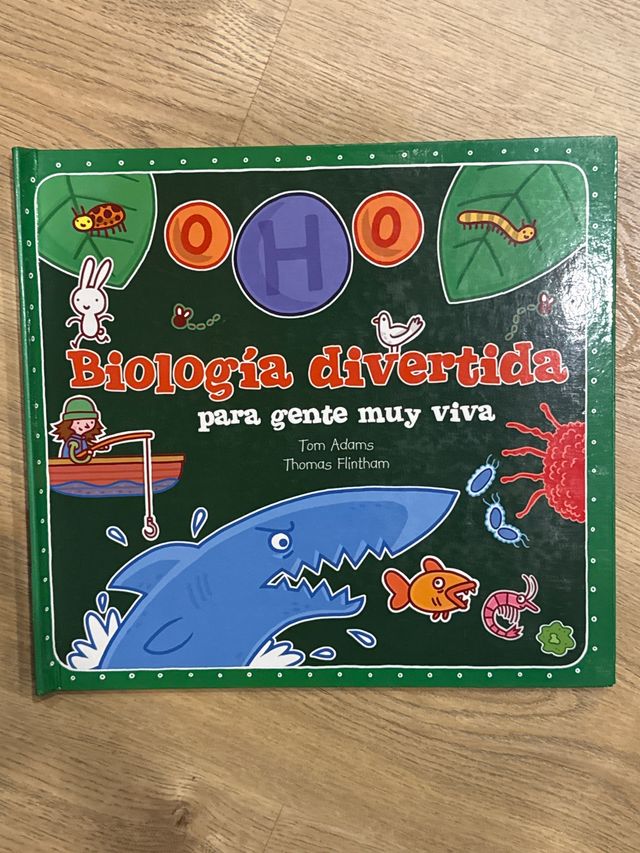 O H O
Biología divertida
para gente muy viva
Tom Adams
Thomas Flintham